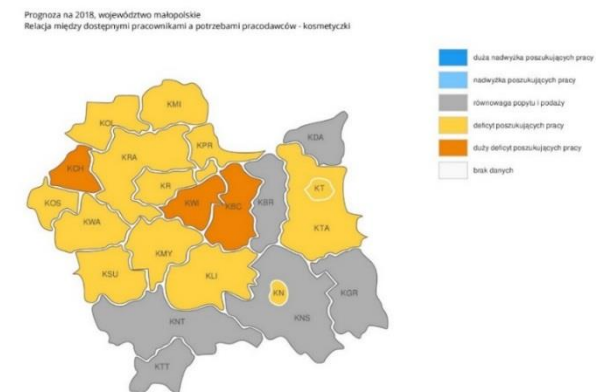 Prognoza na 2018, województwo małopolskie
Relacja między dostępnymi pracownikami a potrzebami pracodawców - kosmetyczki
duża nadwyżka poszukujących pracy
nadwyżka poszukujących pracy
równowaga popytu i podaży
deficyt poszukujących pracy
duży deficyt poszukujących pracy
brak danych
KMI
KOL
KPR
KDA
KRA
KCH
KR
KT
KOS
KWI
KBC
KBR
KWA
KTA
KMY
KSU
KLI
KN
KGR
KNT
KNS
KTT